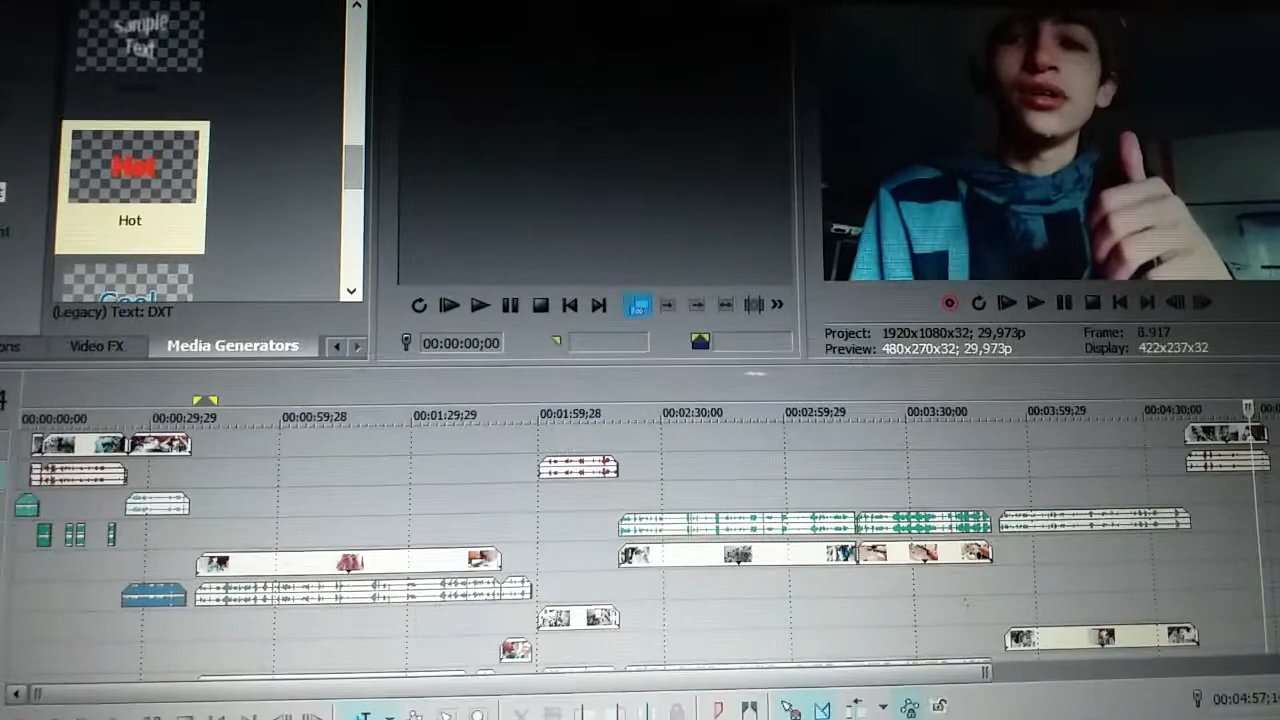 Sample
Text
Hot
Hot
Cool
(Legacy) Text: DXT
Video FX
Media Generators
00:00:00;00
Project: 1920x1080x32; 29,973p
Preview: 480x270x32; 29,973p
Frame: 8.917
Display: 422x237x32
00:00:00;00
00:00:29;29
00:00:59;28
00:01:29;29
00:01:59;28
00:02:30;00
00:02:59;29
00:03:30;00
00:03:59;29
00:04:30;00